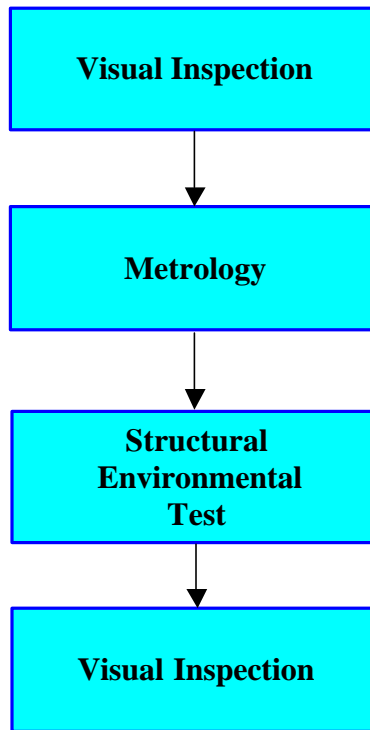 Visual Inspection
Metrology
Structural
Environmental
Test
Visual Inspection